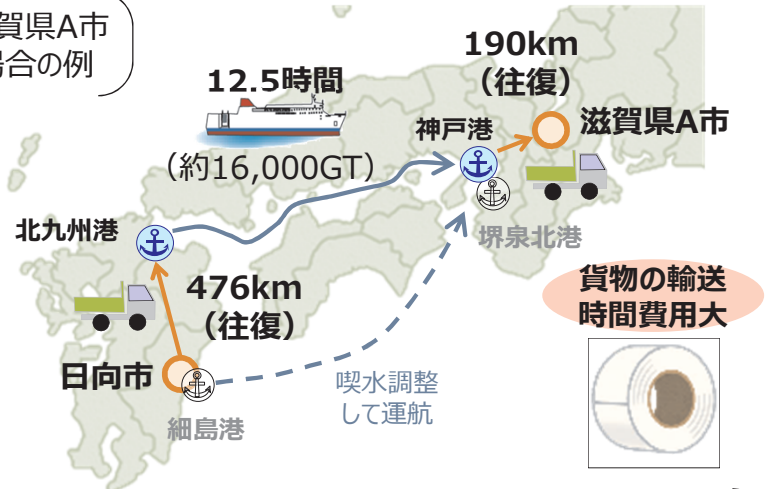 賀県A市
場合の例
190km
（往復）
12.5時間
滋賀県A市
神戸港
（約16,000GT）
北九州港
堺泉北港
476km
（往復）
貨物の輸送
時間費用大
日向市
喫水調整
して運航
細島港